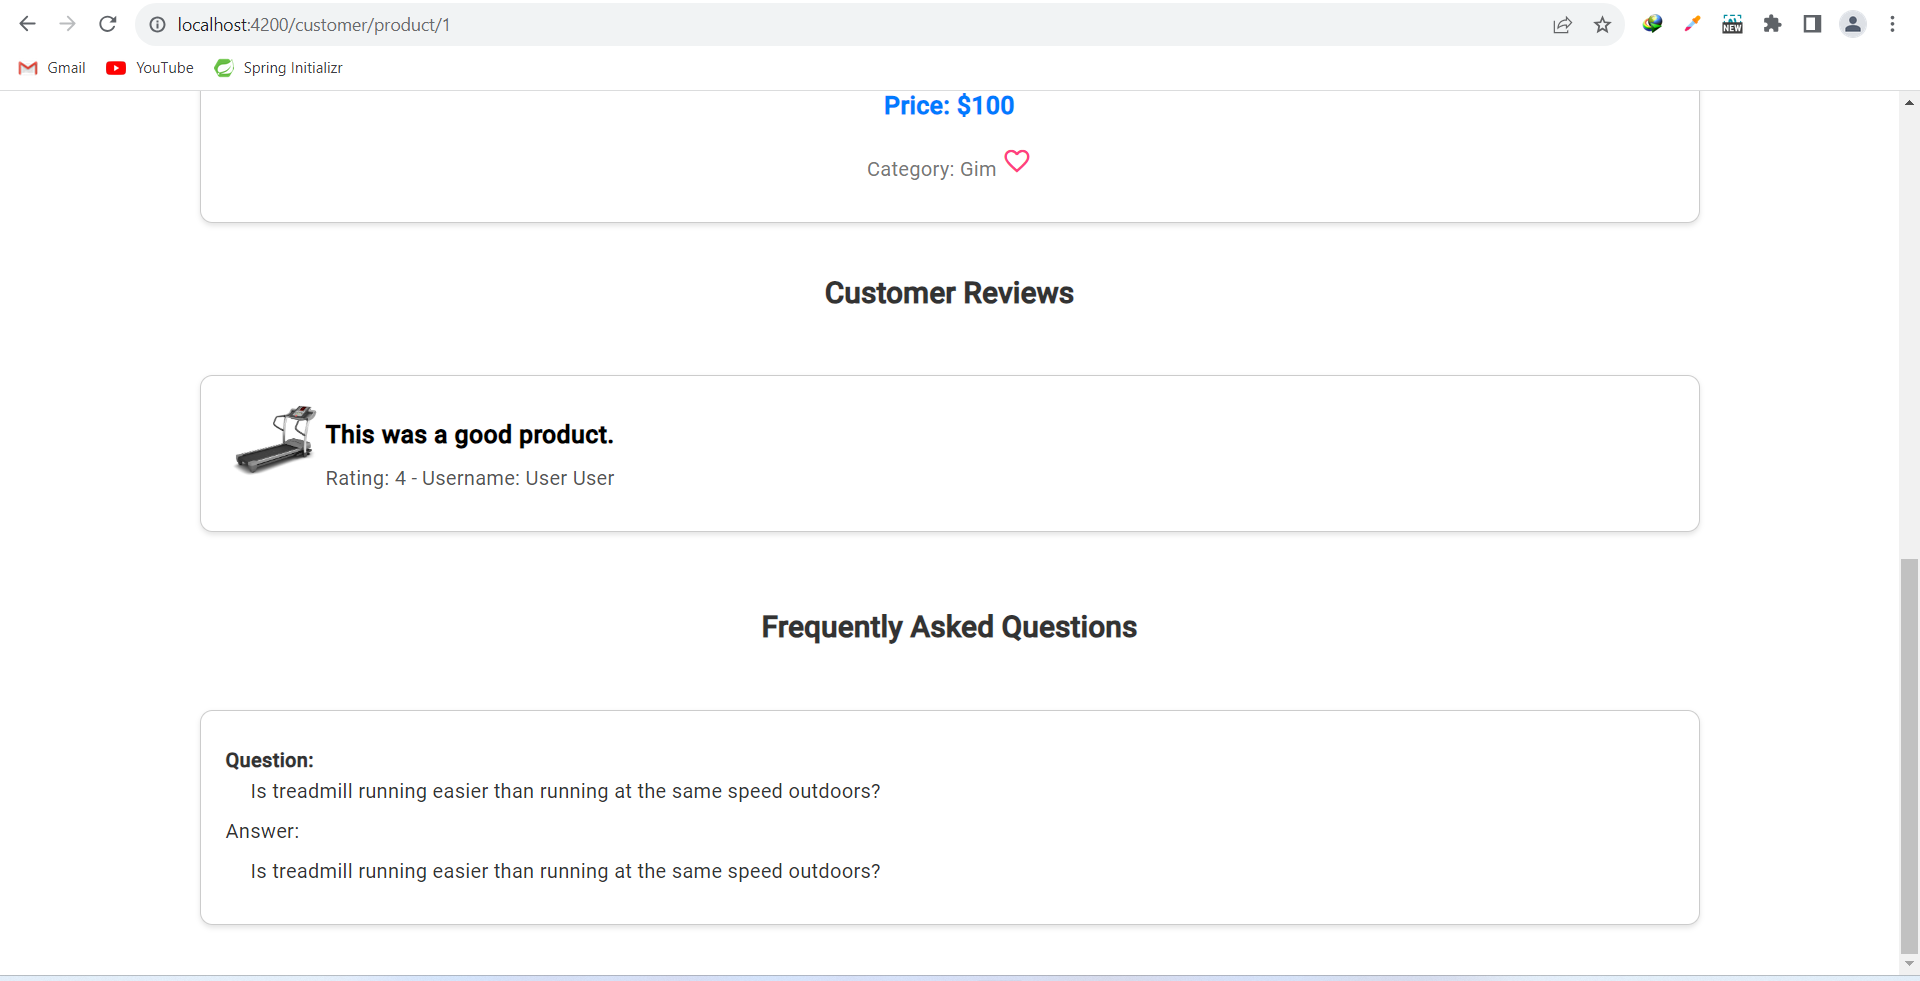 localhost:4200/customer/product/1
NEW
Gmail YouTube Spring Initializr
Price: $100
Category: Gim
Customer Reviews
This was a good product.
Rating: 4 - Username: User User
Frequently Asked Questions
Question:
Is treadmill running easier than running at the same speed outdoors?
Answer:
Is treadmill running easier than running at the same speed outdoors?